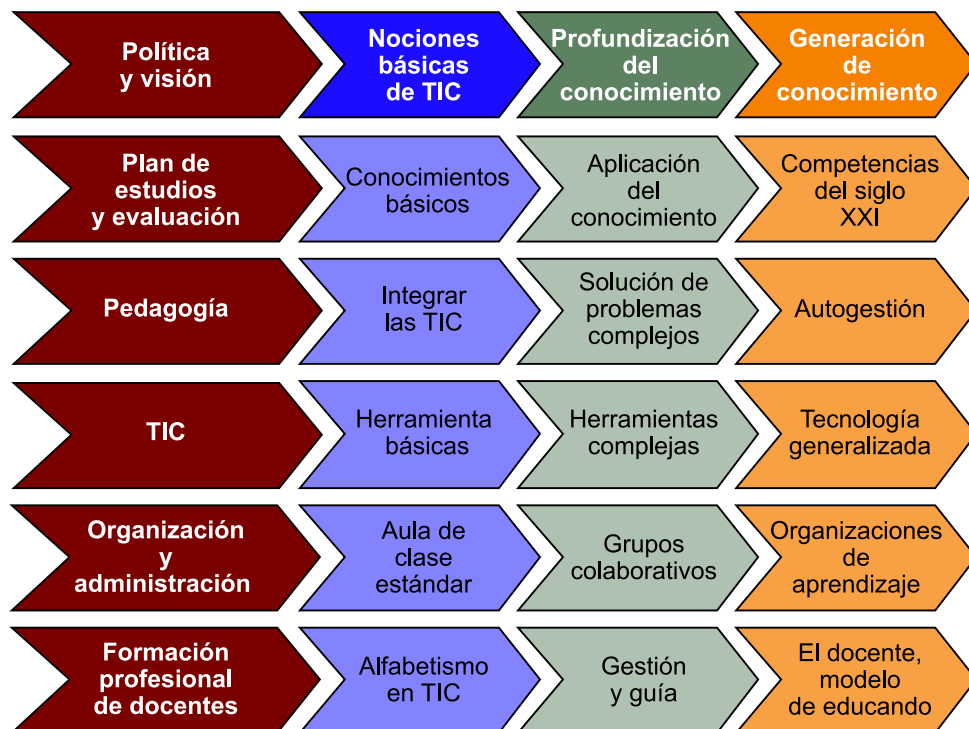 Política
y visión
Nociones
básicas
de TIC
Profundización
del
conocimiento
Generación
de
conocimiento
Plan de
estudios
y evaluación
Conocimientos
básicos
Aplicación
del
conocimiento
Competencias
del siglo
XXI
Pedagogía
Integrar
las TIC
Solución de
problemas
complejos
Autogestión
TIC
Herramienta
básicas
Herramientas
complejas
Tecnología
generalizada
Organización
y
administración
Aula de
clase
estándar
Grupos
colaborativos
Organizaciones
de
aprendizaje
Formación
profesional
de docentes
Alfabetismo
en TIC
Gestión
y guía
El docente,
modelo
de educando